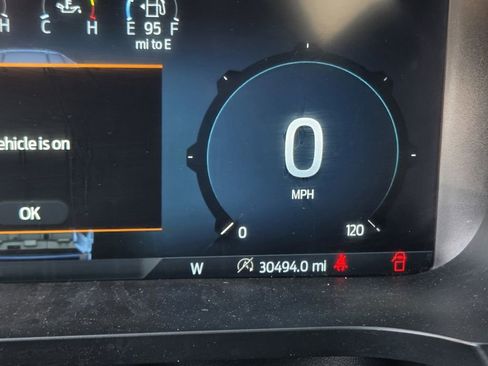 H C H E 95 F
mi to E
ehicle is on
OK
0
MPH
0 120
W 30494.0 mi